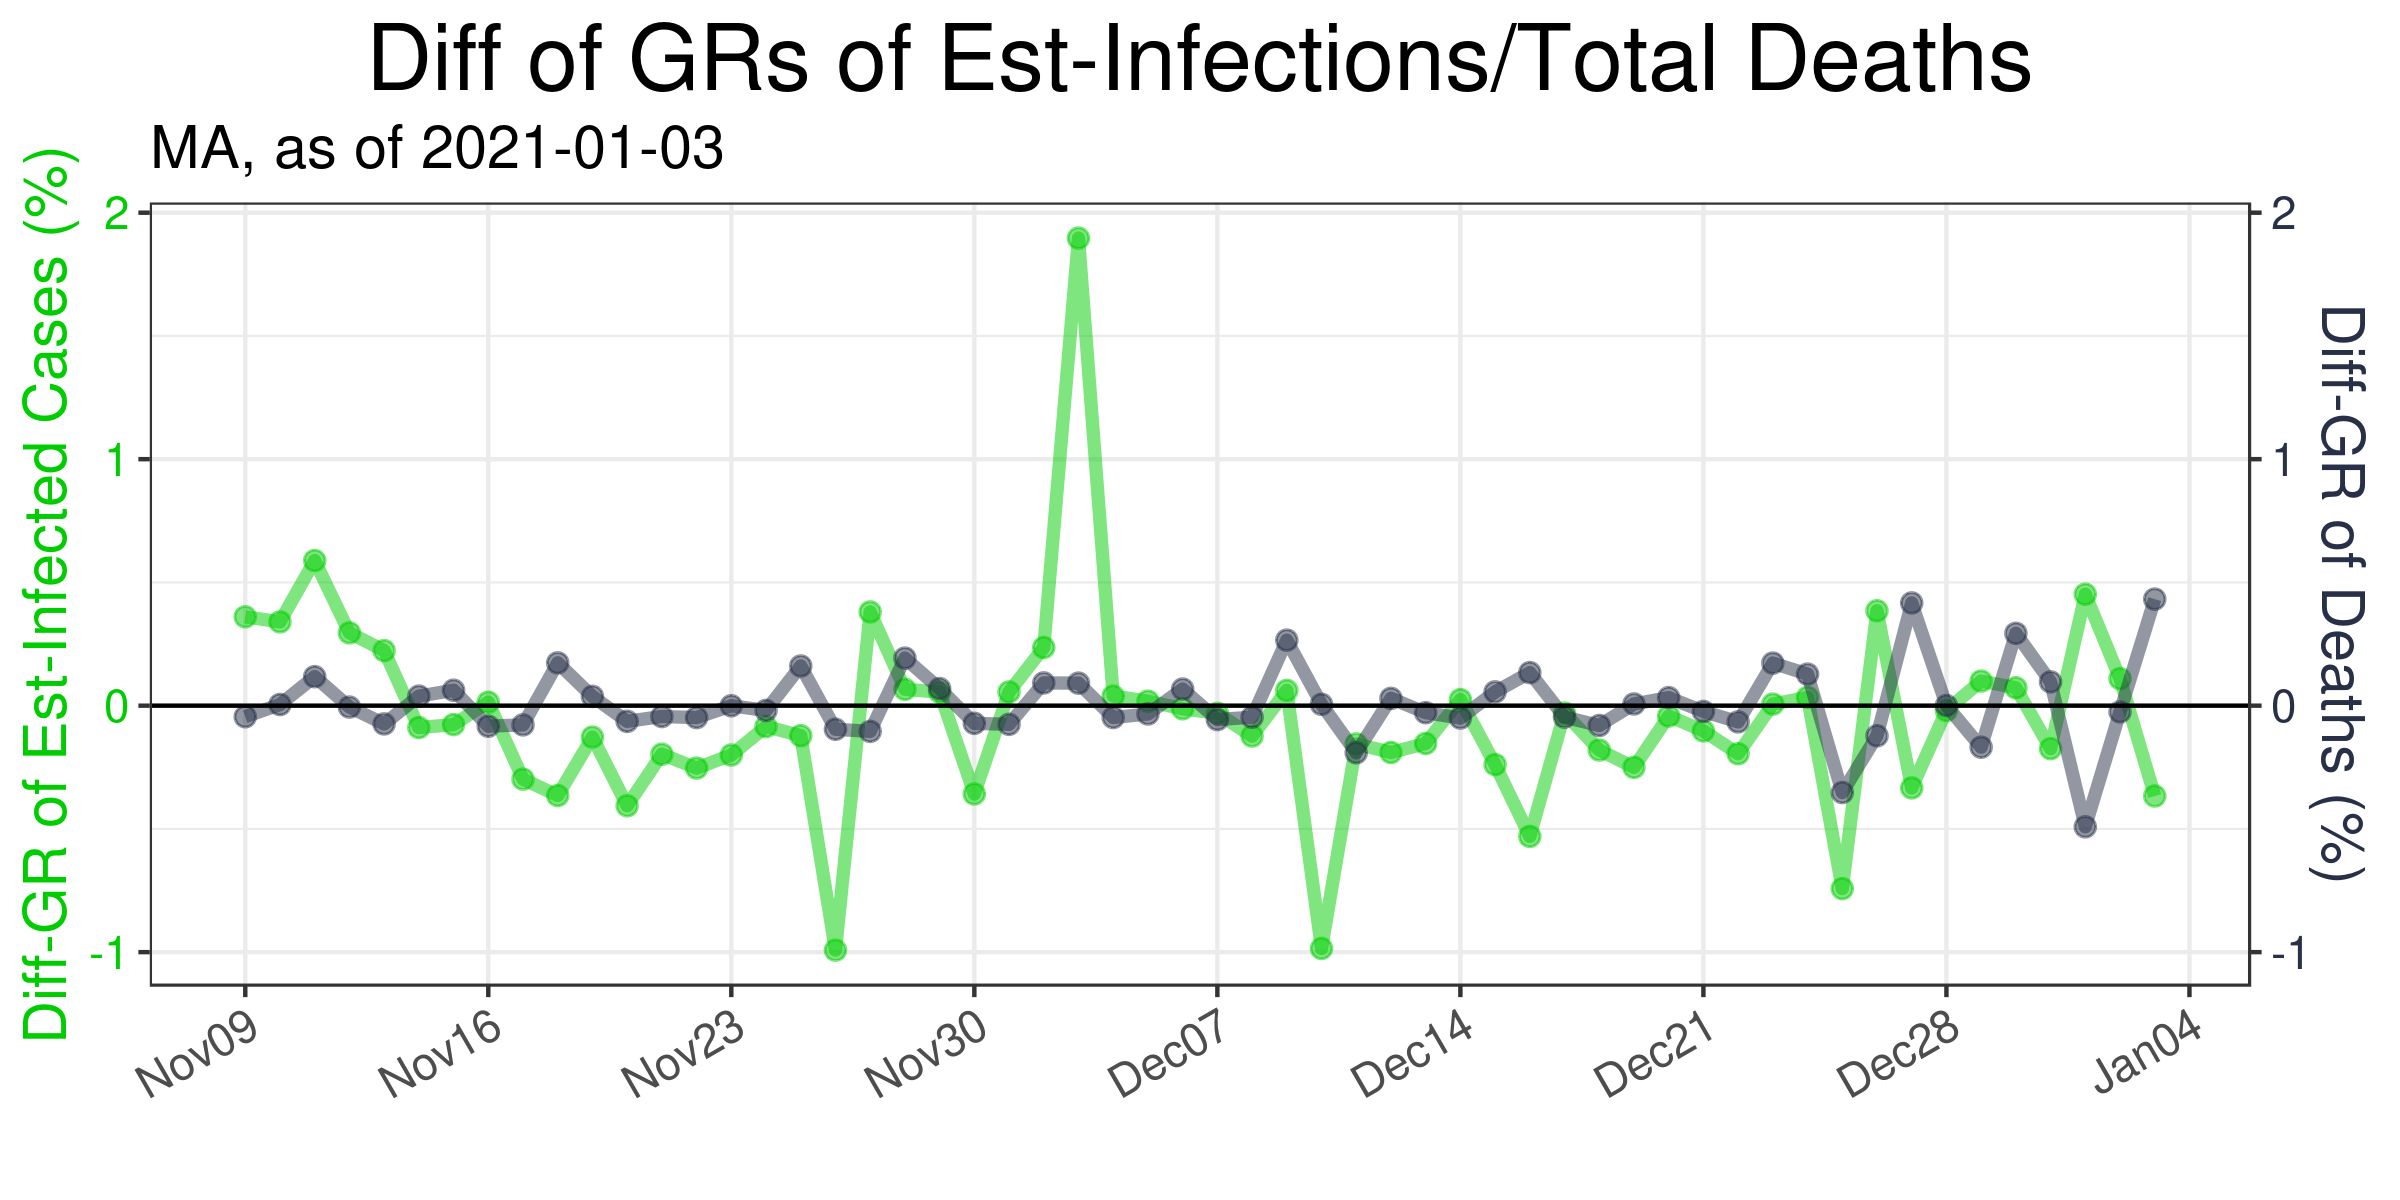 Diff of GRs of Est-Infections/Total Deaths
MA, as of 2021-01-03
Diff-GR of Est-Infected Cases (%)
2
1
0
-1
2
1
0
-1
Diff-GR of Deaths (%)
Nov09
Nov16
Nov23
Nov30
Dec07
Dec14
Dec21
Dec28
Jan04